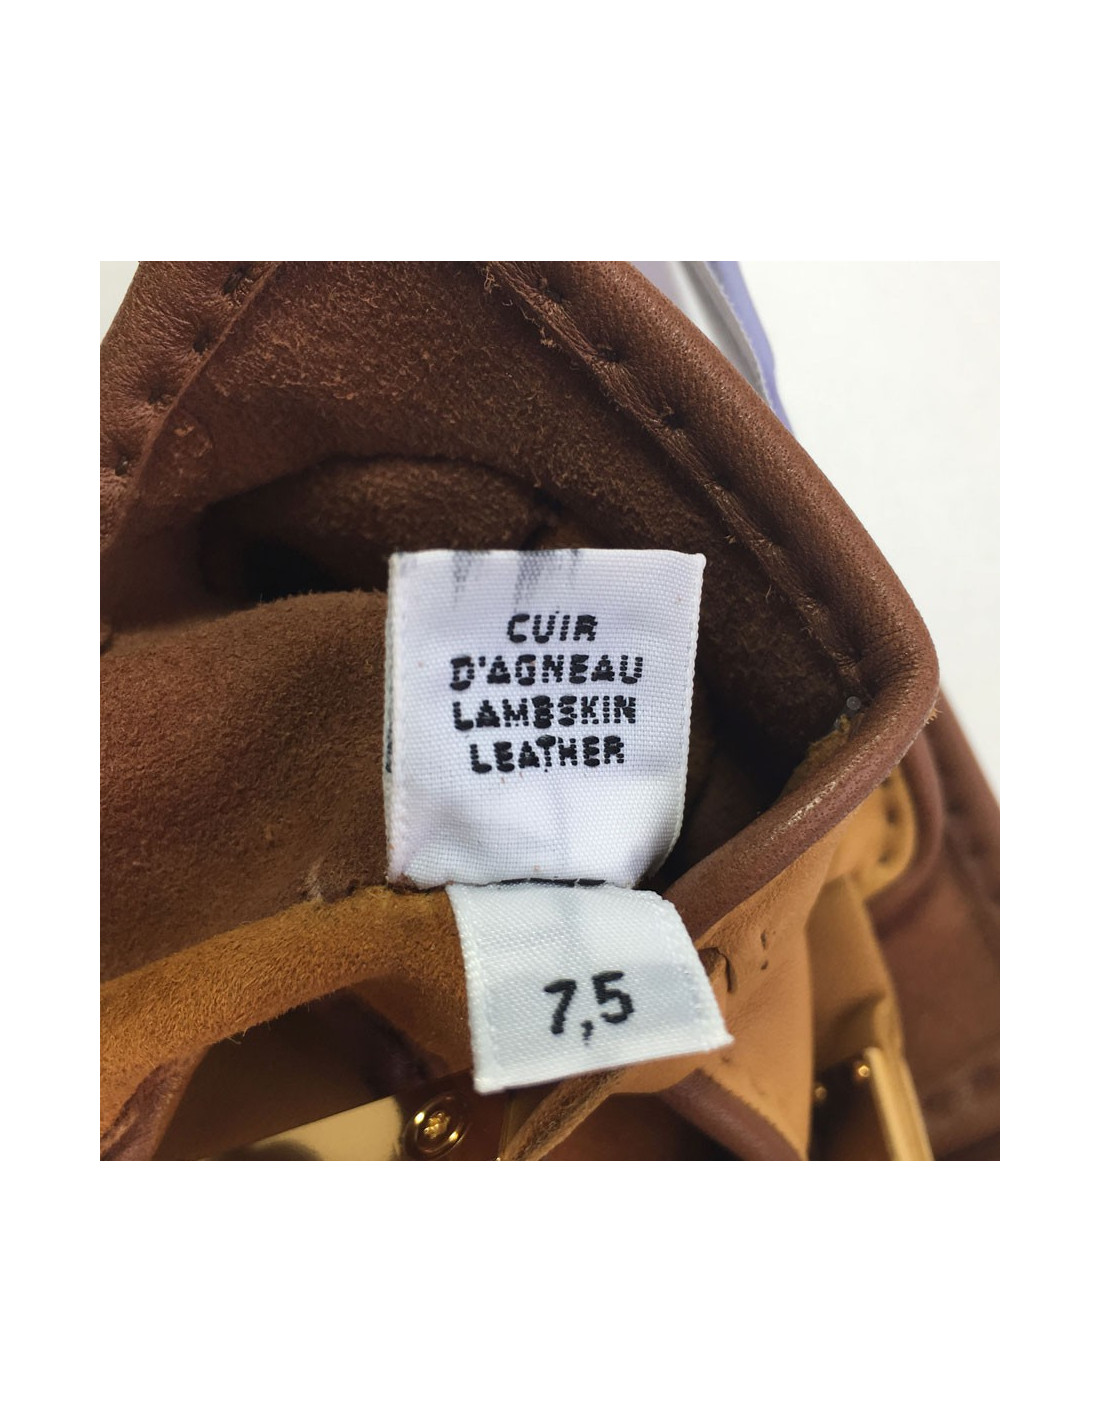 CUIR
D'AGNEAU
LAMBSKIN
LEATHER
7,5